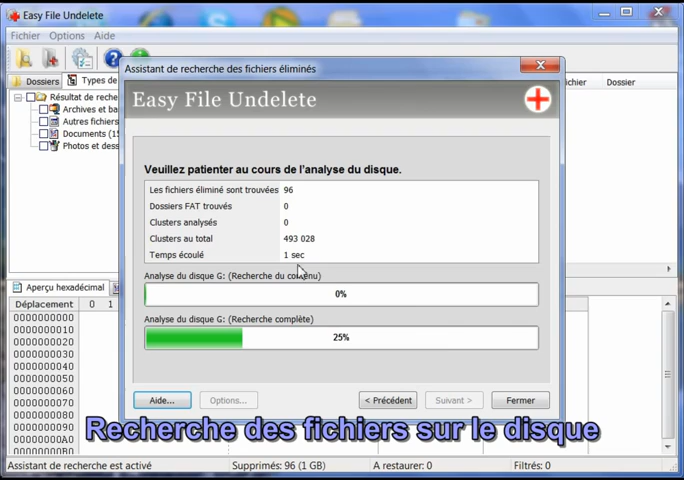 Easy File Undelete
Fichier Options Aide
Dossiers Types de
Assistant de recherche des fichiers éliminés
Easy File Undelete
Dossier
Résultat de reche
Archives et ba
Autres fichiers
Documents (15
Photos et dess
Veuillez patienter au cours de l'analyse du disque.
Les fichiers éliminé sont trouvées 96
Dossiers FAT trouvés 0
Clusters analysés 0
Clusters au total 493 028
Temps écoulé 1 sec
Analyse du disque G: (Recherche du contenu)
0%
Analyse du disque G: (Recherche complète)
25%
Aperçu hexadécimal
Déplacement 0 1
0000000000
0000000010
0000000020
0000000030
0000000040
0000000050
0000000060
0000000070
0000000080
0000000090
00000000A0
00000000B0
Aide... Options... < Précédent Suivant > Fermer
Recherche des fichiers sur le disque
Assistant de recherche est activé Supprimés: 96 (1 GB) A restaurer: 0 Filtrés: 0